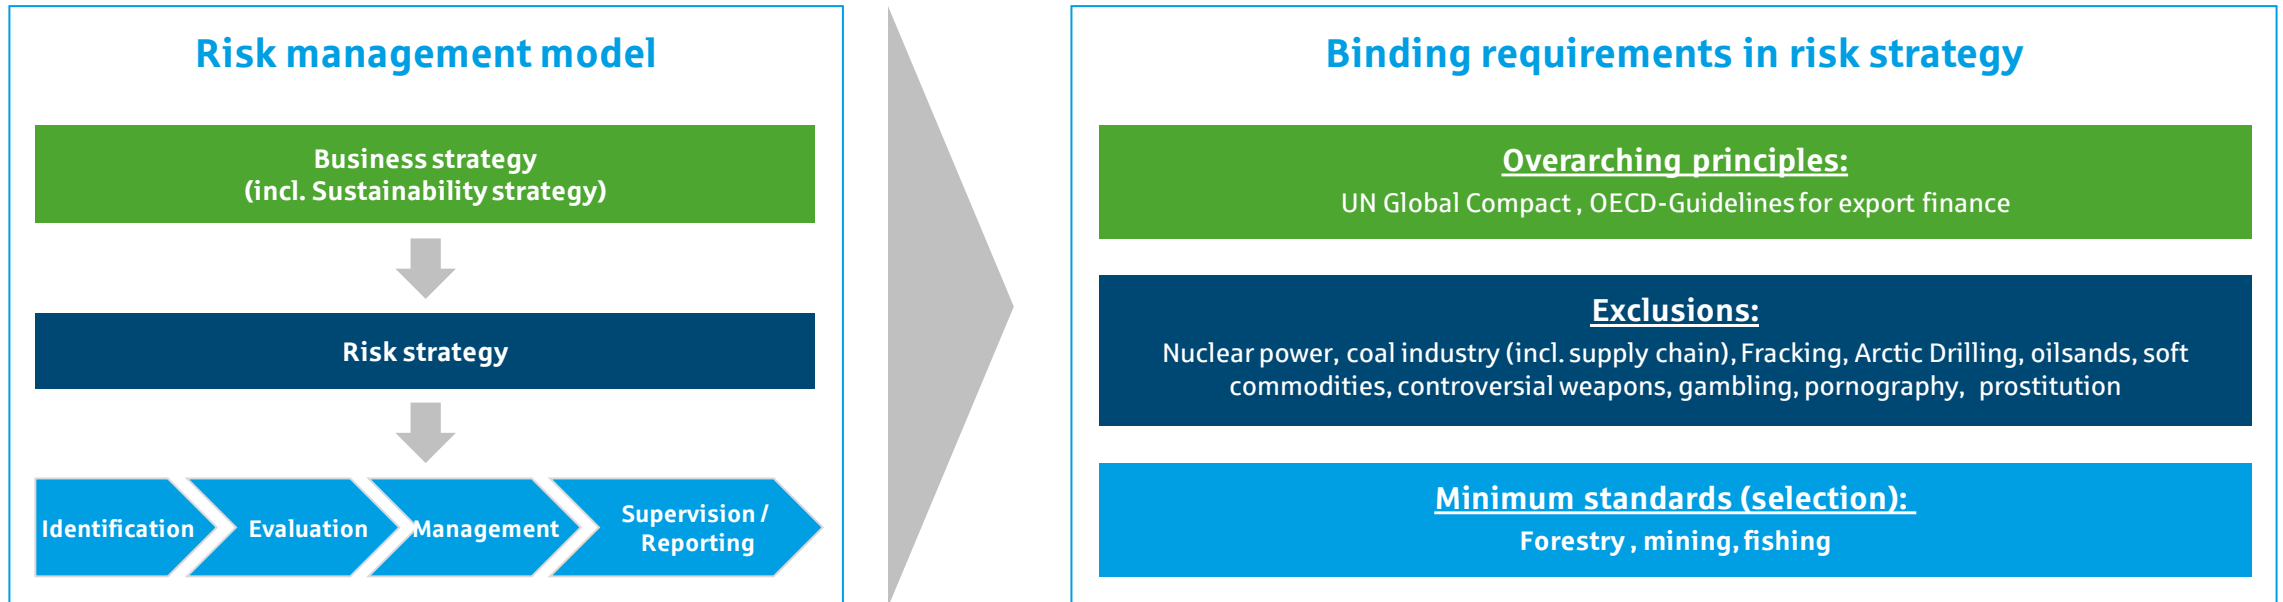 Risk management model
Business strategy
(incl. Sustainability strategy)
Risk strategy
Identification
Evaluation
Management
Supervision /
Reporting
Binding requirements in risk strategy
Overarching principles:
UN Global Compact , OECD-Guidelines for export finance
Exclusions:
Nuclear power, coal industry (incl. supply chain), Fracking, Arctic Drilling, oilsands, soft
commodities, controversial weapons, gambling, pornography, prostitution
Minimum standards (selection):
Forestry , mining, fishing